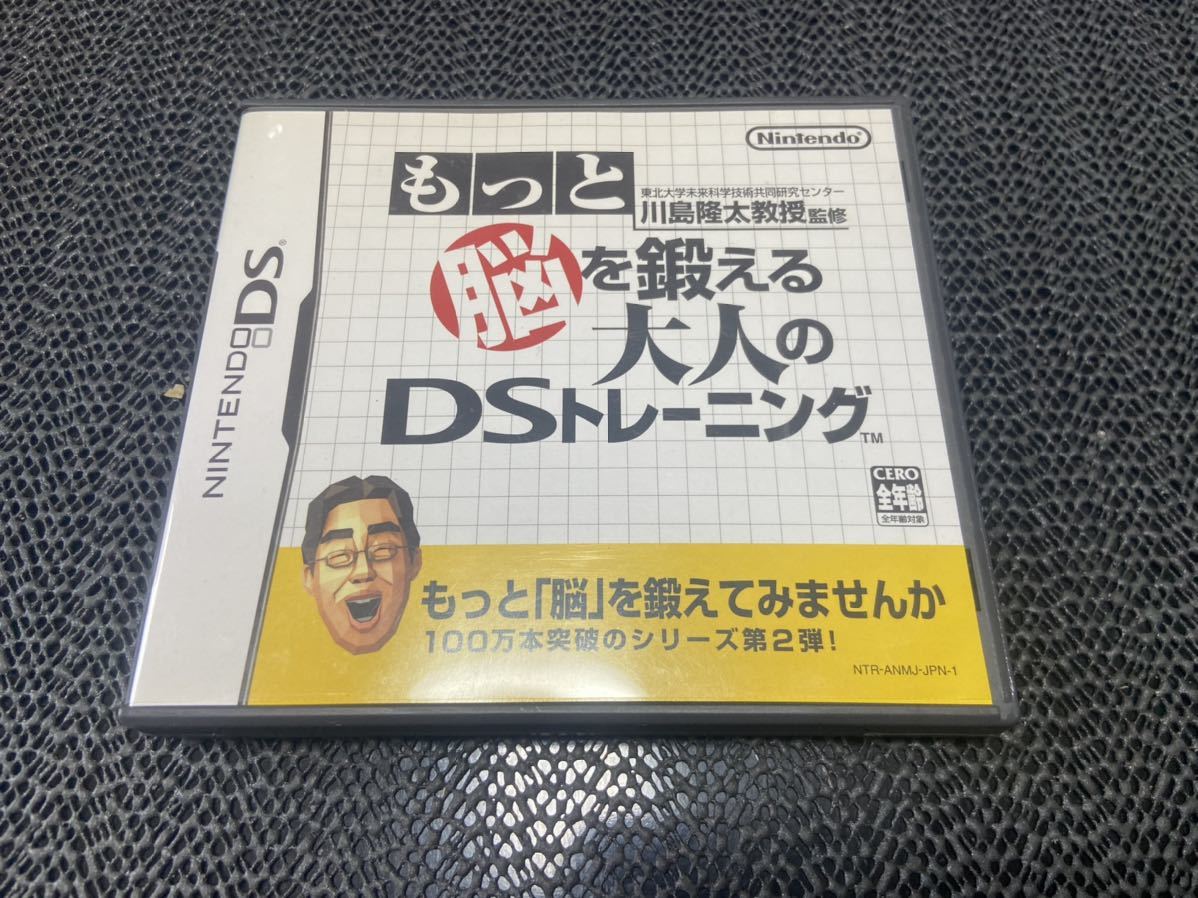 NINTENDO DS®
Nintendo®
もっと
東北大学未来科学技術共同研究センター
川島隆太教授監修
脳を鍛える
大人の
DSトレーニング™
CERO
全年齢
全年齢対象
もっと「脳」を鍛えてみませんか
100万本突破のシリーズ第2弾!
NTR-ANMJ-JPN-1